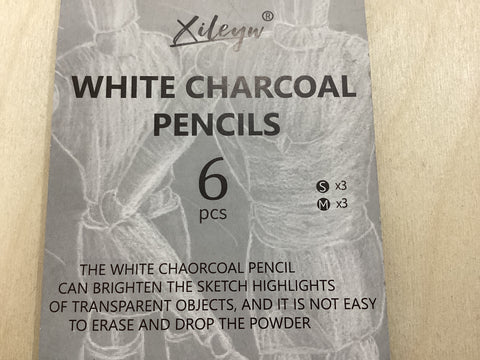 Xileyw®
WHITE CHARCOAL
PENCILS
6
pcs
S x3
M x3
THE WHITE CHAORCOAL PENCIL
CAN BRIGHTEN THE SKETCH HIGHLIGHTS
OF TRANSPARENT OBJECTS, AND IT IS NOT EASY
TO ERASE AND DROP THE POWDER